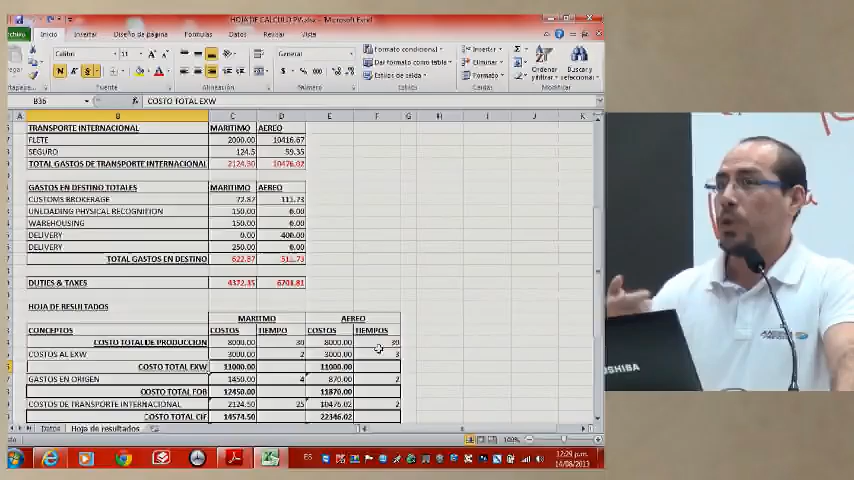 HOJA DE CALCULO PV.xlsx - Microsoft Excel
Archivo Inicio Insertar Diseño de página Fórmulas Datos Revisar Vista
Calibri 11 General Formato condicional Insertar Σ
Pegar N Dar formato como tabla Eliminar Ordenar y filtrar Buscar y seleccionar
Estilos de celda Formato
Portapapeles Fuente Alineación Número Estilos Celdas Modificar
B36 fx COSTO TOTAL EXW
A B C D E F G H I J K
TRANSPORTE INTERNACIONAL MARITIMO AEREO
FLETE 2000.00 10416.67
SEGURO 124.5 59.35
TOTAL GASTOS DE TRANSPORTE INTERNACIONAL 2124.50 10476.02
GASTOS EN DESTINO TOTALES MARITIMO AEREO
CUSTOMS BROKERAGE 72.87 111.73
UNLOADING PHYSICAL RECOGNITION 150.00 0.00
WAREHOUSING 150.00 0.00
DELIVERY 0.00 400.00
DELIVERY 250.00 0.00
TOTAL GASTOS EN DESTINO 622.87 511.73
DUTIES & TAXES 4372.35 6701.81
HOJA DE RESULTADOS
MARITIMO AEREO
CONCEPTOS COSTOS TIEMPO COSTOS TIEMPOS
COSTO TOTAL DE PRODUCCION 8000.00 30 8000.00 30
COSTOS AL EXW 3000.00 2 3000.00 3
COSTO TOTAL EXW 11000.00 11000.00
GASTOS EN ORIGEN 1450.00 4 870.00 2
COSTO TOTAL FOB 12450.00 11870.00
COSTOS DE TRANSPORTE INTERNACIONAL 2124.50 25 10476.02 2
COSTO TOTAL CIF 14574.50 22346.02
Datos Hoja de resultados
100%
ES 12:29 p.m.
14/08/2013
TOSHIBA